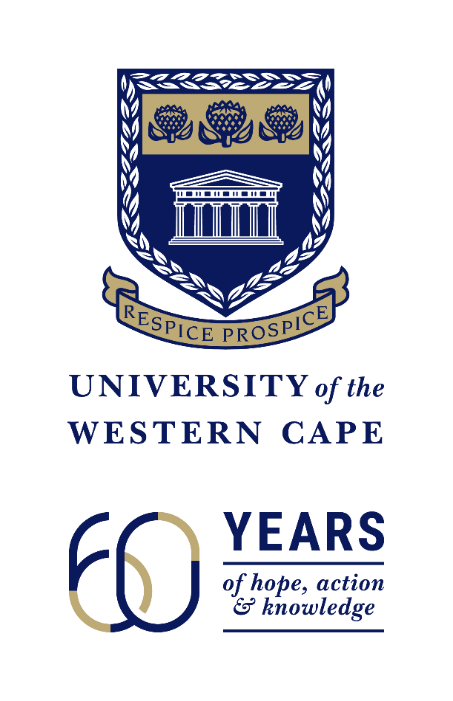 RESPICE PROSPICE
UNIVERSITY of the
WESTERN CAPE
60 YEARS
of hope, action
& knowledge